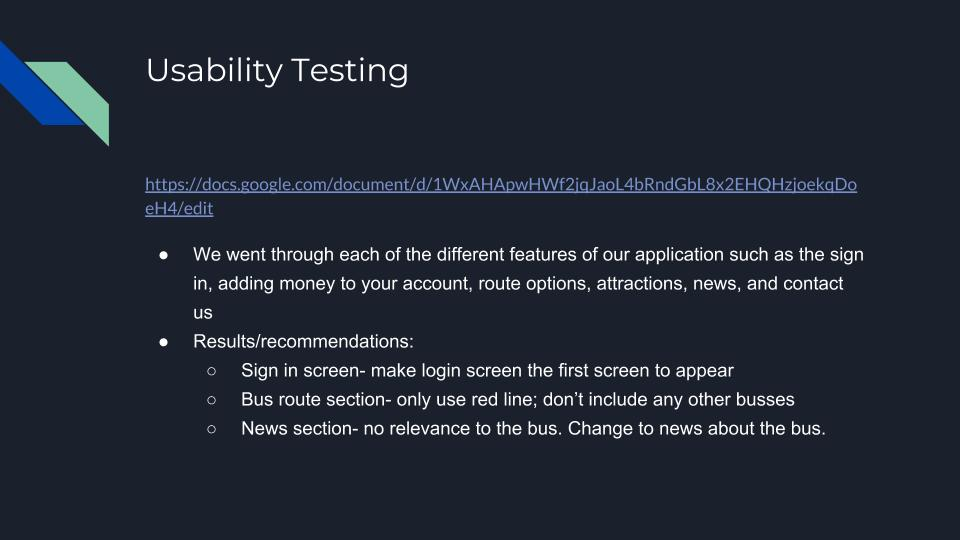 Usability Testing
https://docs.google.com/document/d/1WxAHApwHWf2jqJaoL4bRndGbL8x2EHQHzjoekqDo
eH4/edit
● We went through each of the different features of our application such as the sign
in, adding money to your account, route options, attractions, news, and contact
us
● Results/recommendations:
○ Sign in screen- make login screen the first screen to appear
○ Bus route section- only use red line; don’t include any other busses
○ News section- no relevance to the bus. Change to news about the bus.